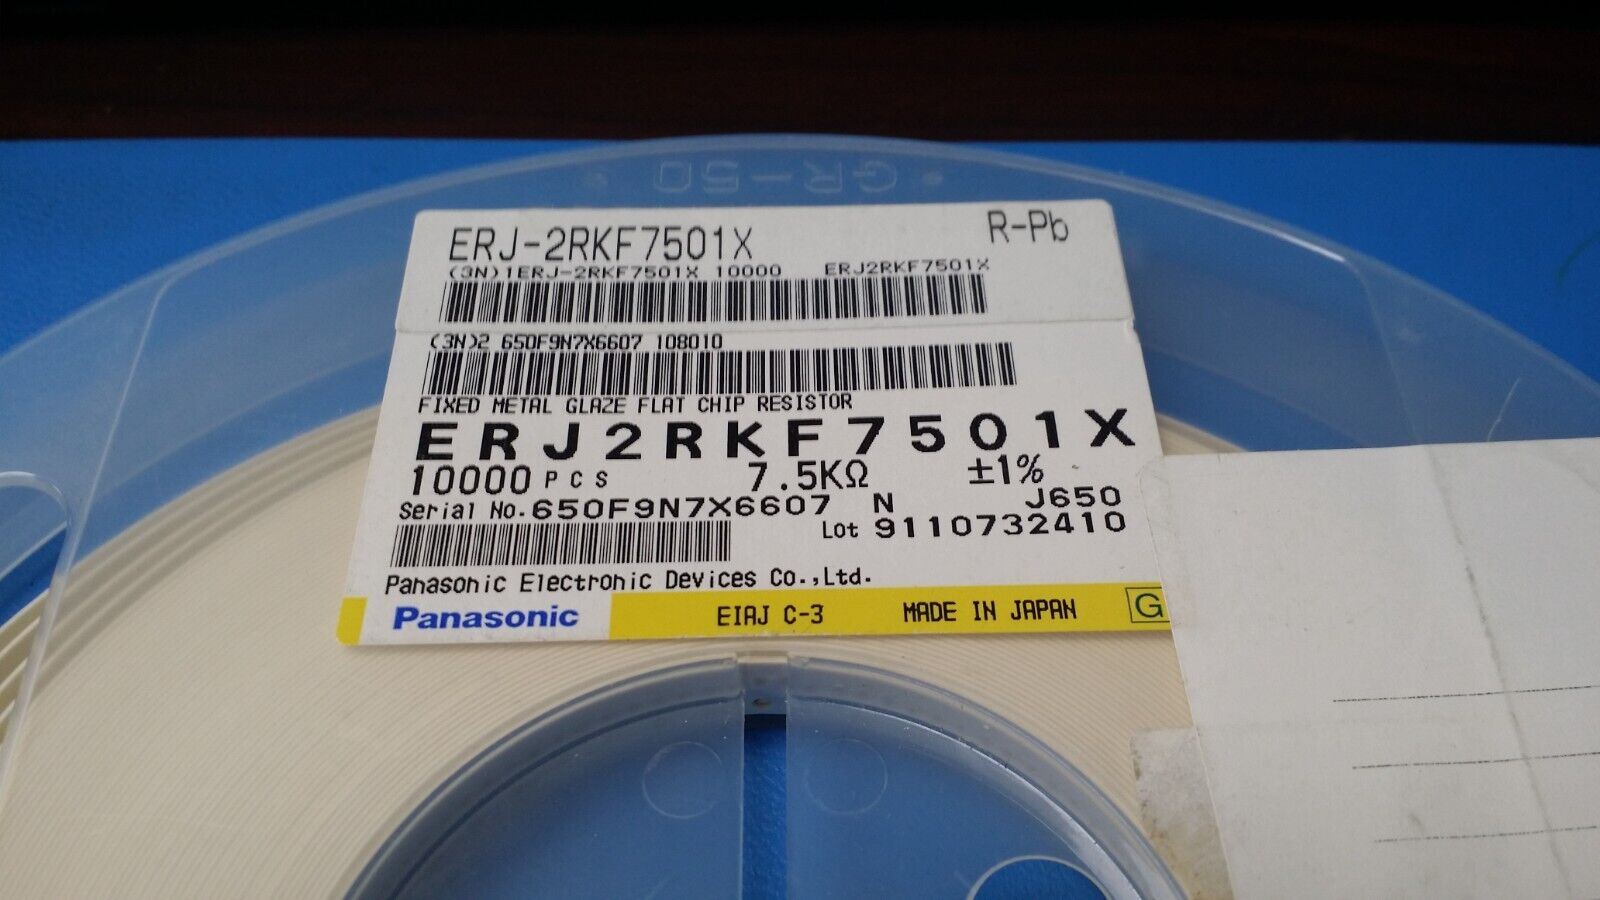 GR-50
ERJ-2RKF7501X R-Pb
(3N)1ERJ-2RKF7501X 10000 ERJ2RKF7501X
(3N)2 650F9N7X6607 108010
FIXED METAL GLAZE FLAT CHIP RESISTOR
ERJ2RKF7501X
10000 PCS 7.5KΩ ±1%
Serial No.650F9N7X6607 N J650
Lot 9110732410
Panasonic Electronic Devices Co.,Ltd.
Panasonic EIAJ C-3 MADE IN JAPAN G